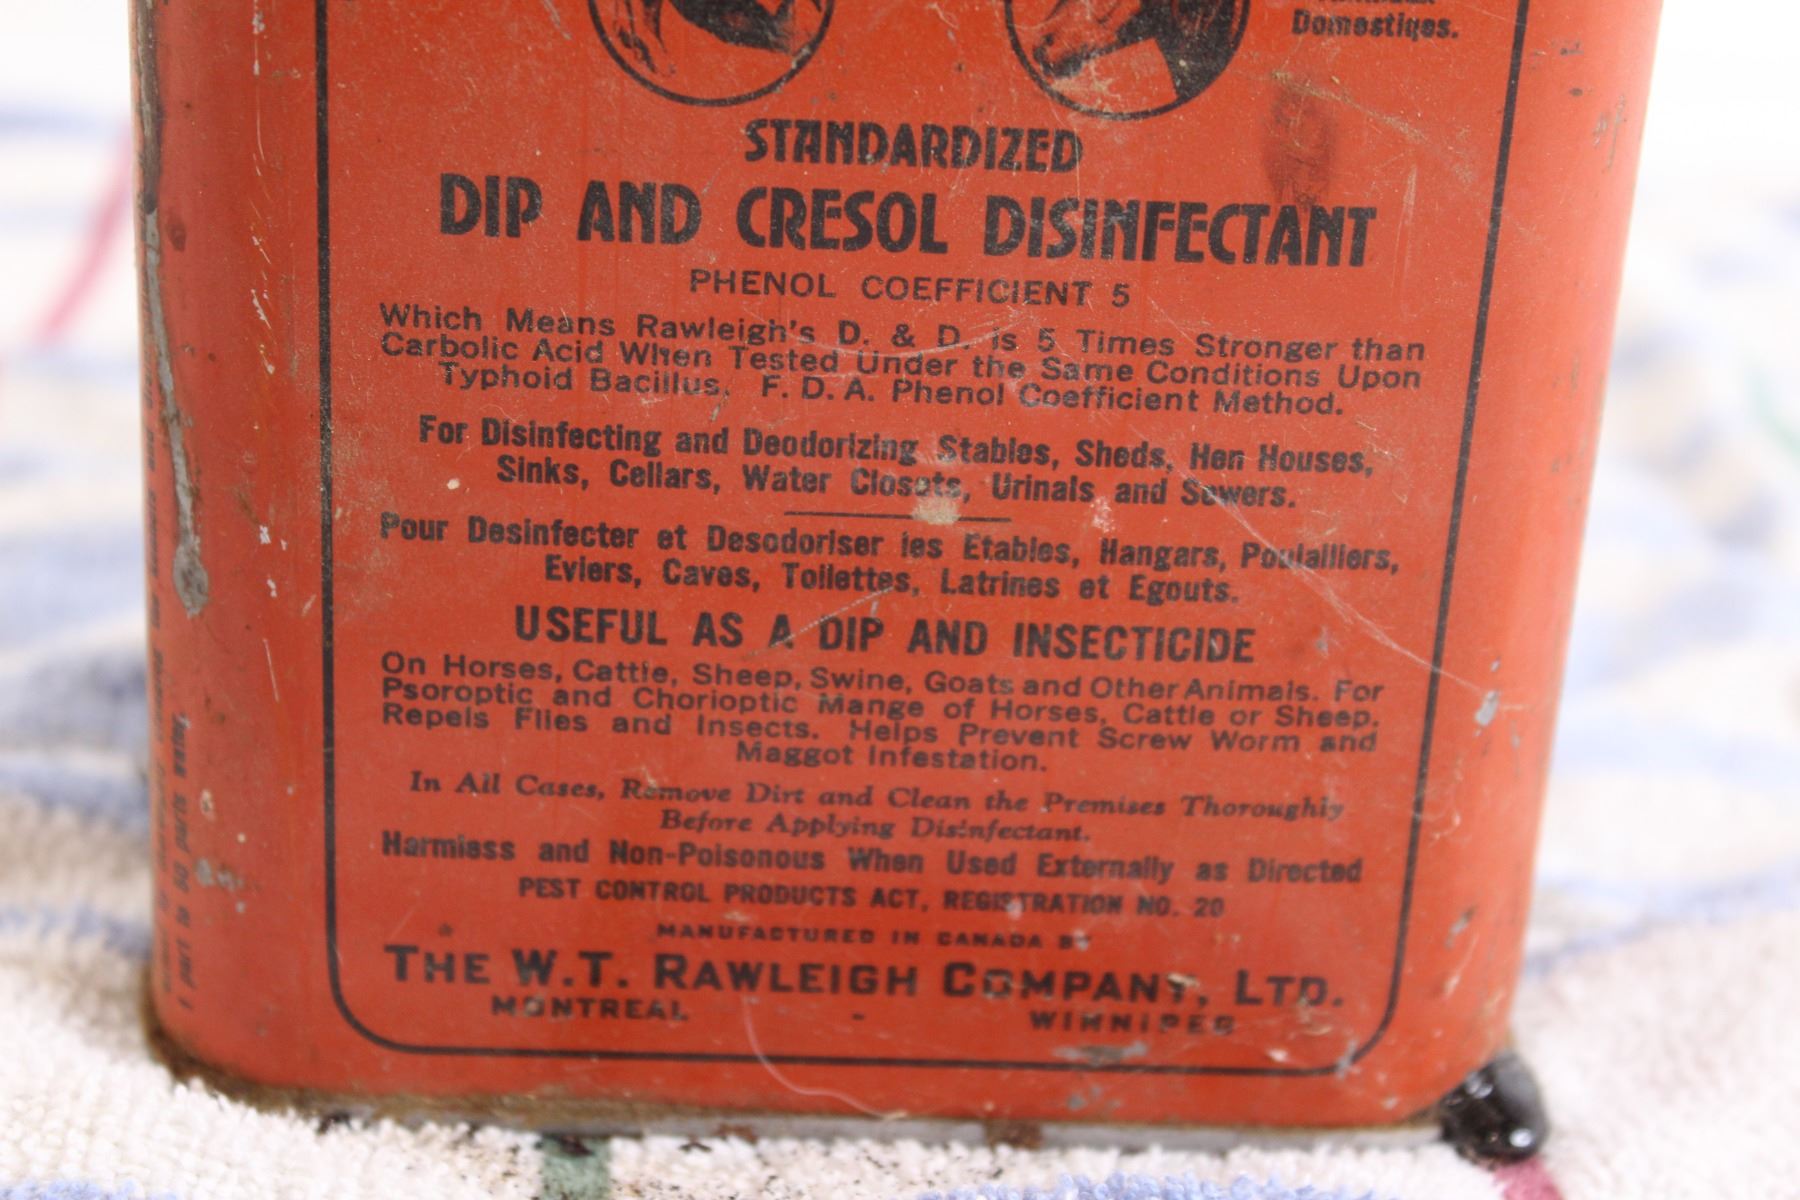 Domestiqes.
STANDARDIZED
DIP AND CRESOL DISINFECTANT
PHENOL COEFFICIENT 5
Which Means Rawleigh's D. & D. is 5 Times Stronger than
Carbolic Acid When Tested Under the Same Conditions Upon
Typhoid Bacillus. F. D. A. Phenol Coefficient Method.
For Disinfecting and Deodorizing Stables, Sheds, Hen Houses,
Sinks, Cellars, Water Closets, Urinals and Sewers.
Pour Desinfecter et Desodoriser les Etables, Hangars, Poulailliers,
Eviers, Caves, Toilettes, Latrines et Egouts.
USEFUL AS A DIP AND INSECTICIDE
On Horses, Cattle, Sheep, Swine, Goats and Other Animals. For
Psoroptic and Chorioptic Mange of Horses, Cattle or Sheep.
Repels Flies and Insects. Helps Prevent Screw Worm and
Maggot Infestation.
In All Cases, Remove Dirt and Clean the Premises Thoroughly
Before Applying Disinfectant.
Harmless and Non-Poisonous When Used Externally as Directed
PEST CONTROL PRODUCTS ACT, REGISTRATION NO. 20
MANUFACTURED IN CANADA BY
THE W.T. RAWLEIGH COMPANY, LTD.
MONTREAL - WINNIPEG